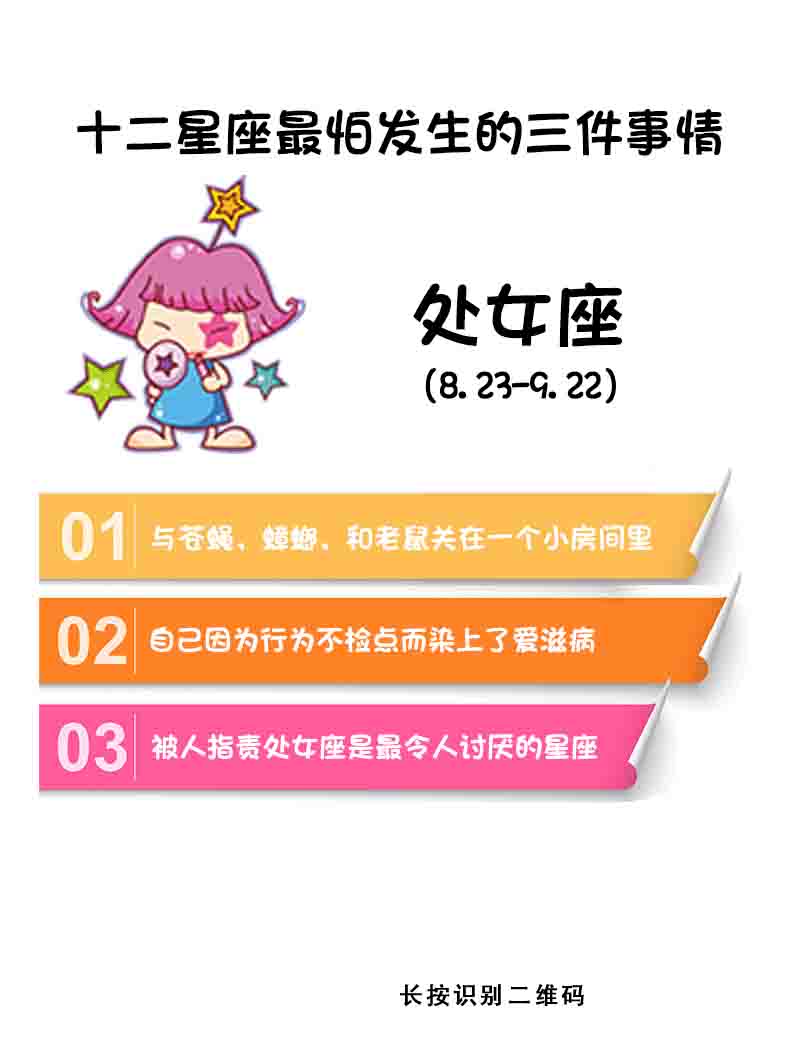 十二星座最怕发生的三件事情
处女座
(8.23-9.22)
01 与苍蝇、蟑螂、和老鼠关在一个小房间里
02 自己因为行为不检点而染上了爱滋病
03 被人指责处女座是最令人讨厌的星座
长按识别二维码